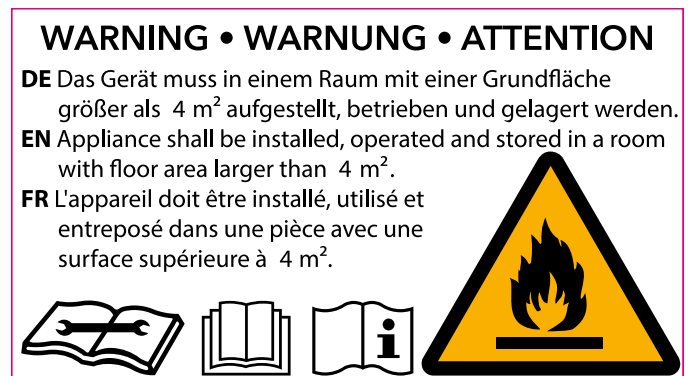 WARNING • WARNUNG • ATTENTION
DE Das Gerät muss in einem Raum mit einer Grundfläche
größer als 4 m² aufgestellt, betrieben und gelagert werden.
EN Appliance shall be installed, operated and stored in a room
with floor area larger than 4 m².
FR L'appareil doit être installé, utilisé et
entreposé dans une pièce avec une
surface supérieure à 4 m².
i